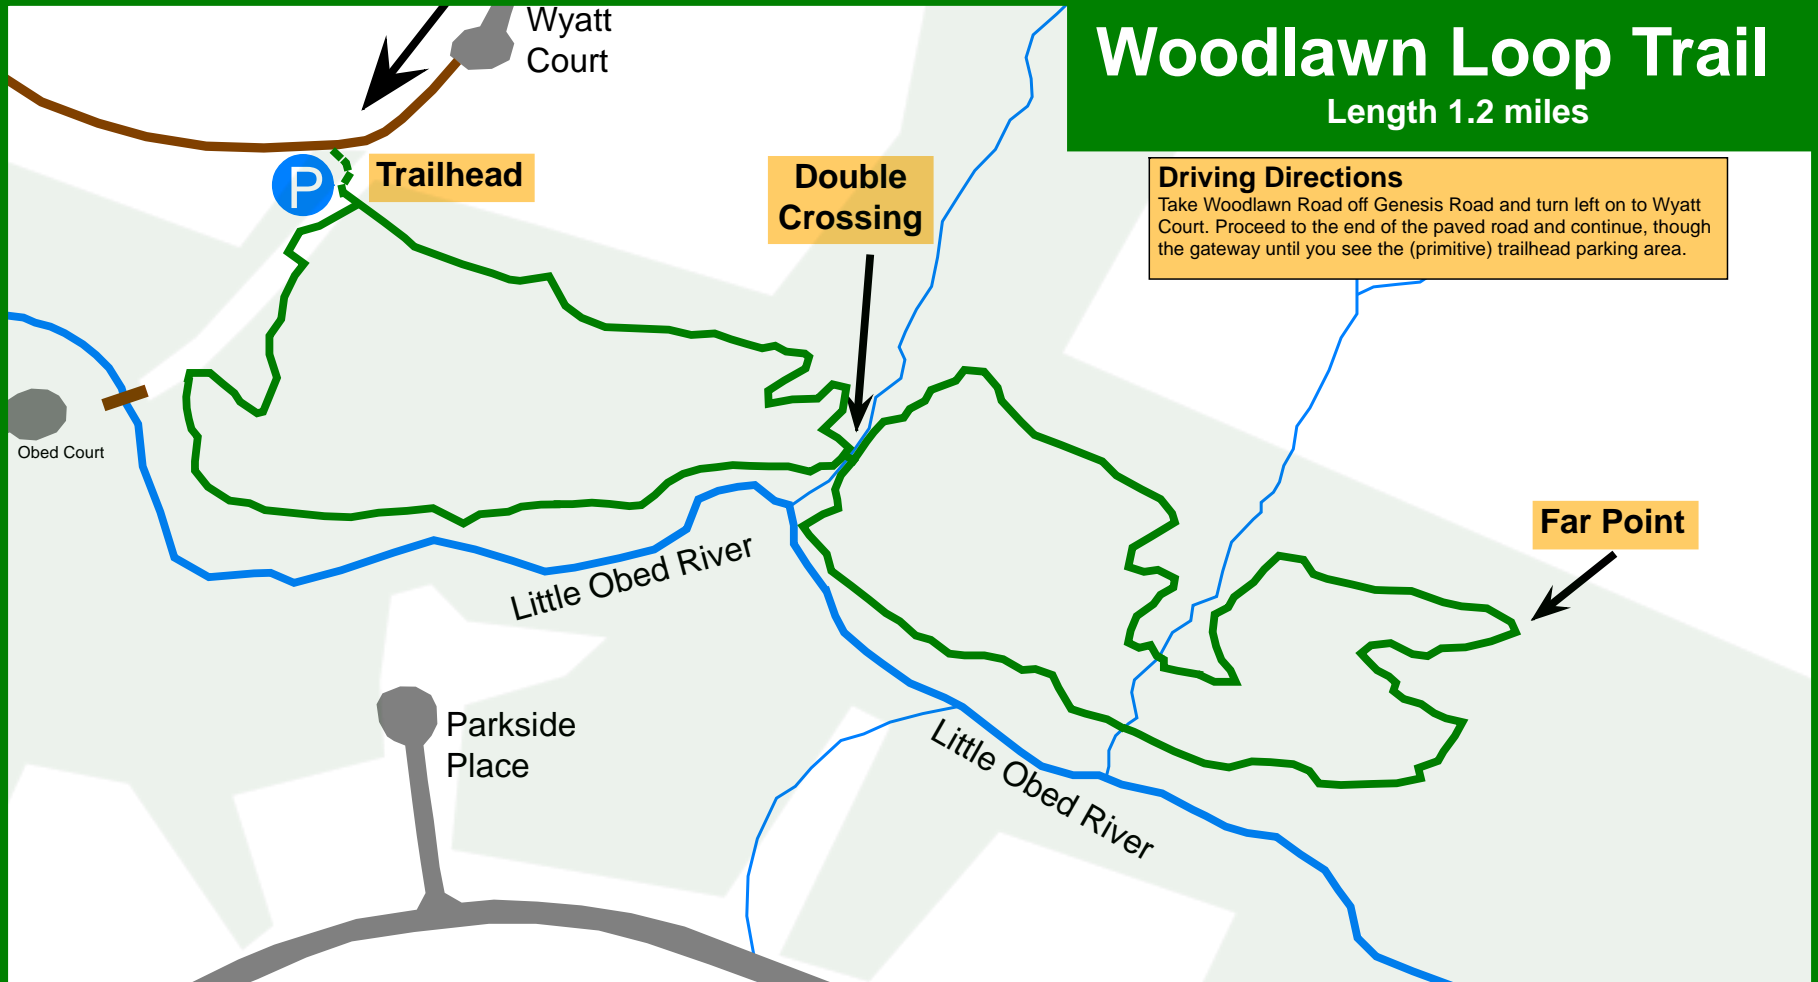 Woodlawn Loop Trail
Length 1.2 miles
Wyatt
Court
P
Trailhead
Double
Crossing
Driving Directions
Take Woodlawn Road off Genesis Road and turn left on to Wyatt
Court. Proceed to the end of the paved road and continue, though
the gateway until you see the (primitive) trailhead parking area.
Obed Court
Far Point
Little Obed River
Parkside
Place
Little Obed River